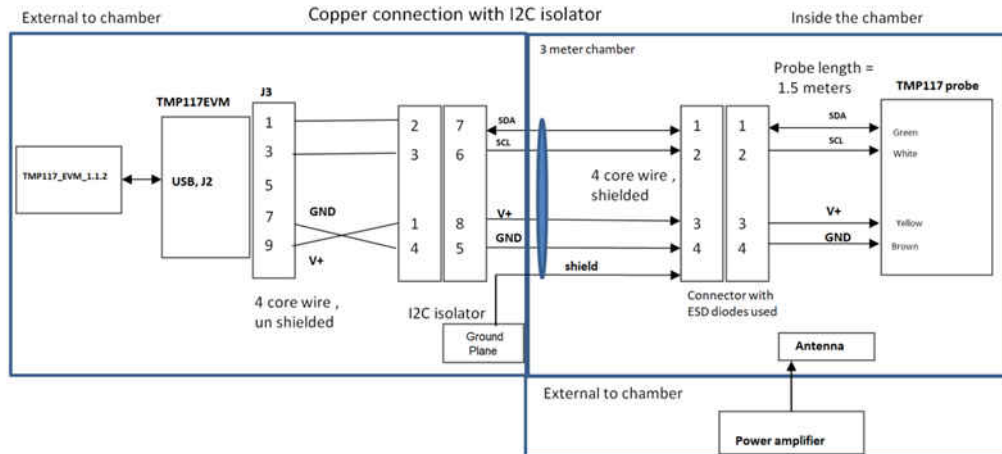 External to chamber
Copper connection with I2C isolator
Inside the chamber
3 meter chamber
Probe length =
1.5 meters
TMP117EVM
J3
TMP117 probe
TMP117_EVM_1.1.2
USB, J2
1
3
5
7
9
GND
V+
4 core wire ,
un shielded
2
3
1
4
7
6
8
5
I2C isolator
Ground
Plane
SDA
SCL
V+
GND
shield
4 core wire ,
shielded
1
2
3
4
1
2
3
4
Connector with
ESD diodes used
SDA
SCL
V+
GND
Green
White
Yellow
Brown
Antenna
External to chamber
Power amplifier